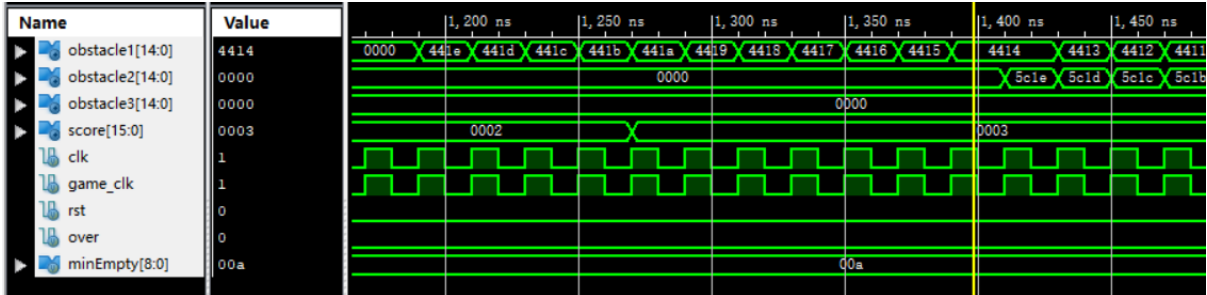 Name Value 1,200 ns 1,250 ns 1,300 ns 1,350 ns 1,400 ns 1,450 ns
obstacle1[14:0] 4414 0000 441e 441d 441c 441b 441a 4419 4418 4417 4416 4415 4414 4413 4412 4411
obstacle2[14:0] 0000 0000 5c1e 5c1d 5c1c 5c1b
obstacle3[14:0] 0000 0000
score[15:0] 0003 0002 0003
clk 1
game_clk 1
rst 0
over 0
minEmpty[8:0] 00a 00a